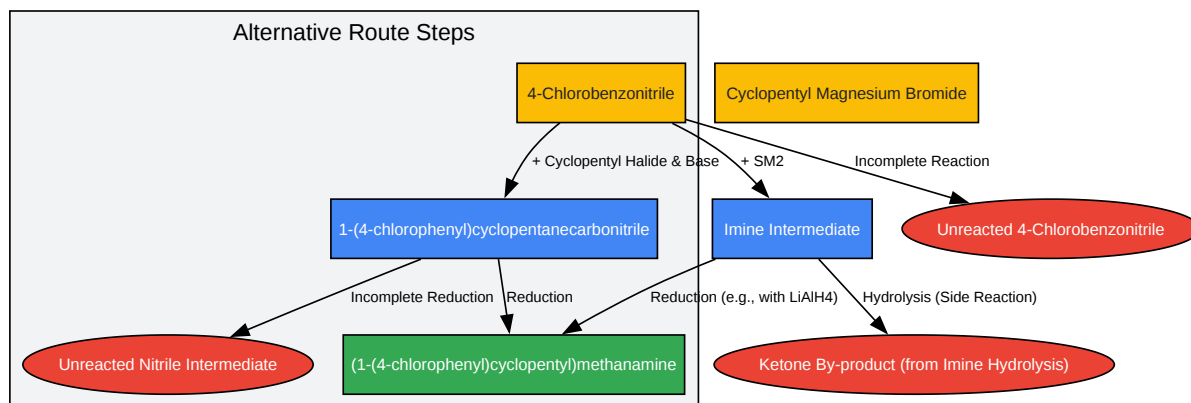 Alternative Route Steps
4-Chlorobenzonitrile
Cyclopentyl Magnesium Bromide
+ Cyclopentyl Halide & Base
+ SM2
Incomplete Reaction
1-(4-chlorophenyl)cyclopentanecarbonitrile
Imine Intermediate
Unreacted 4-Chlorobenzonitrile
Incomplete Reduction
Reduction
Reduction (e.g., with LiAlH4)
Hydrolysis (Side Reaction)
Unreacted Nitrile Intermediate
(1-(4-chlorophenyl)cyclopentyl)methanamine
Ketone By-product (from Imine Hydrolysis)